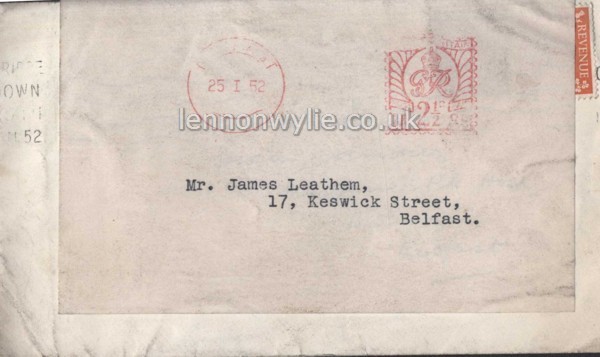 REVENUE
25 I 52
OWN
52
lennonwylie.co.uk
Mr. James Leathem,
17, Keswick Street,
Belfast.